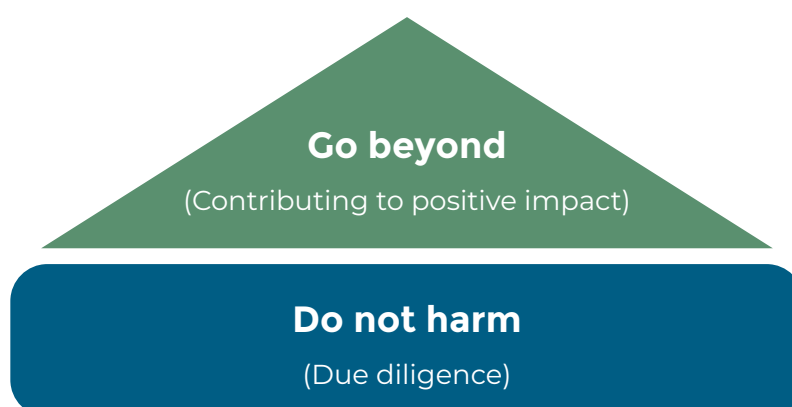 Go beyond
(Contributing to positive impact)
Do not harm
(Due diligence)